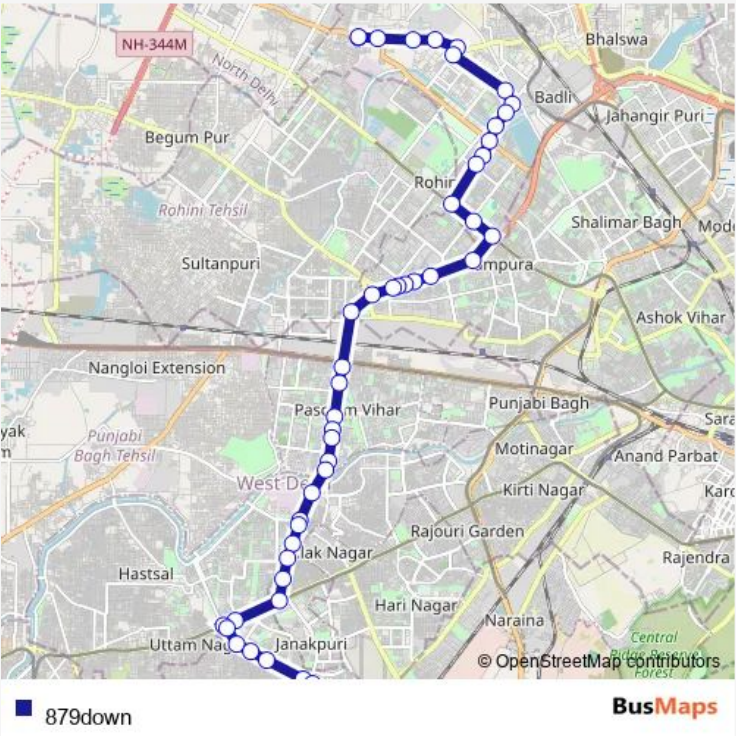 NH-344M
Bhalswa
North Delhi
Badli
Jahangir Puri
Begum Pur
Rohini Tehsil
Shalimar Bagh
Sultanpuri
Ashok Vihar
Nangloi Extension
Punjabi Bagh
Punjabi
Bagh Tehsil
Motinagar
Anand Parbat
Kirti Nagar
Rajouri Garden
Rajendra
Hastsal
Hari Nagar
Naraina
Janakpuri
Central
Ridge Reserve
Forest
© OpenStreetMap contributors
879down
BusMaps